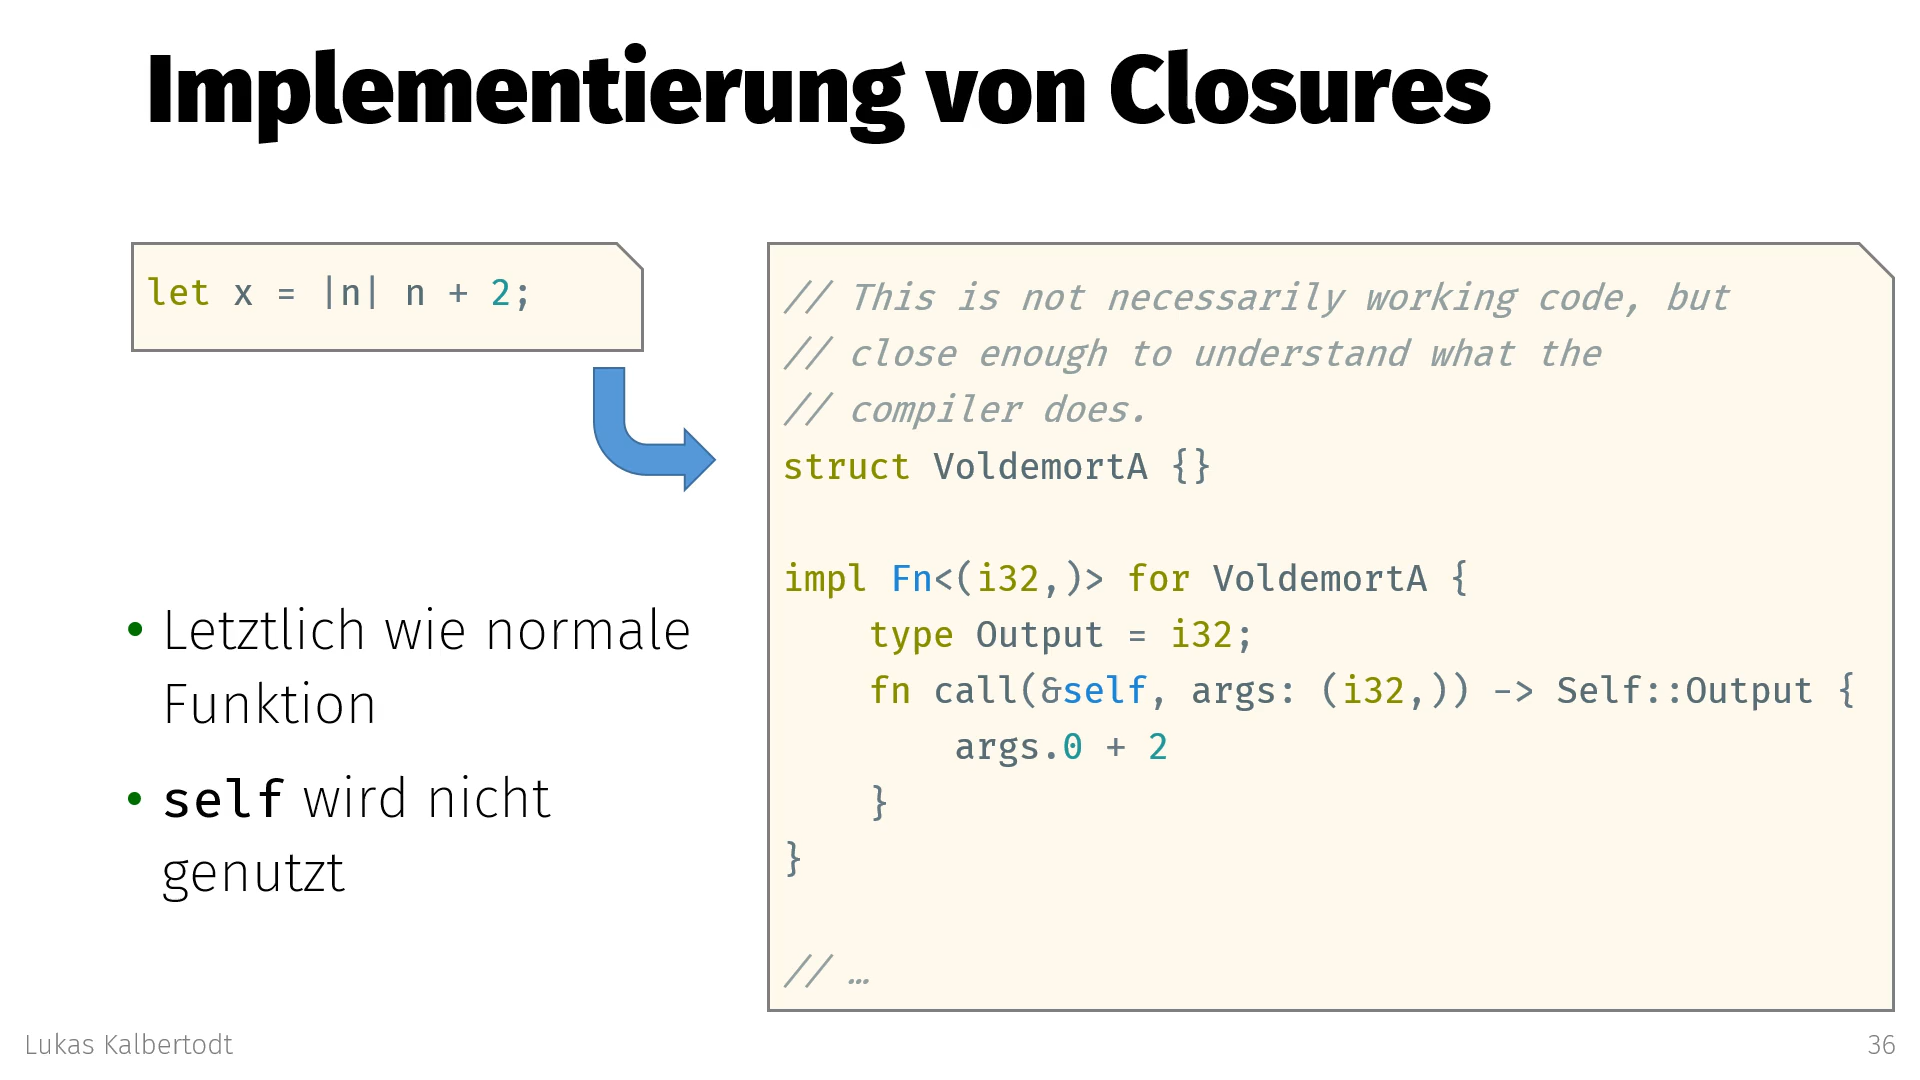 Implementierung von Closures
let x = |n| n + 2;
• Letztlich wie normale
Funktion
• self wird nicht
genutzt
// This is not necessarily working code, but
// close enough to understand what the
// compiler does.
struct VoldemortA {}
impl Fn<(i32,)> for VoldemortA {
    type Output = i32;
    fn call(&self, args: (i32,)) -> Self::Output {
        args.0 + 2
    }
}
// …
Lukas Kalbertodt
36